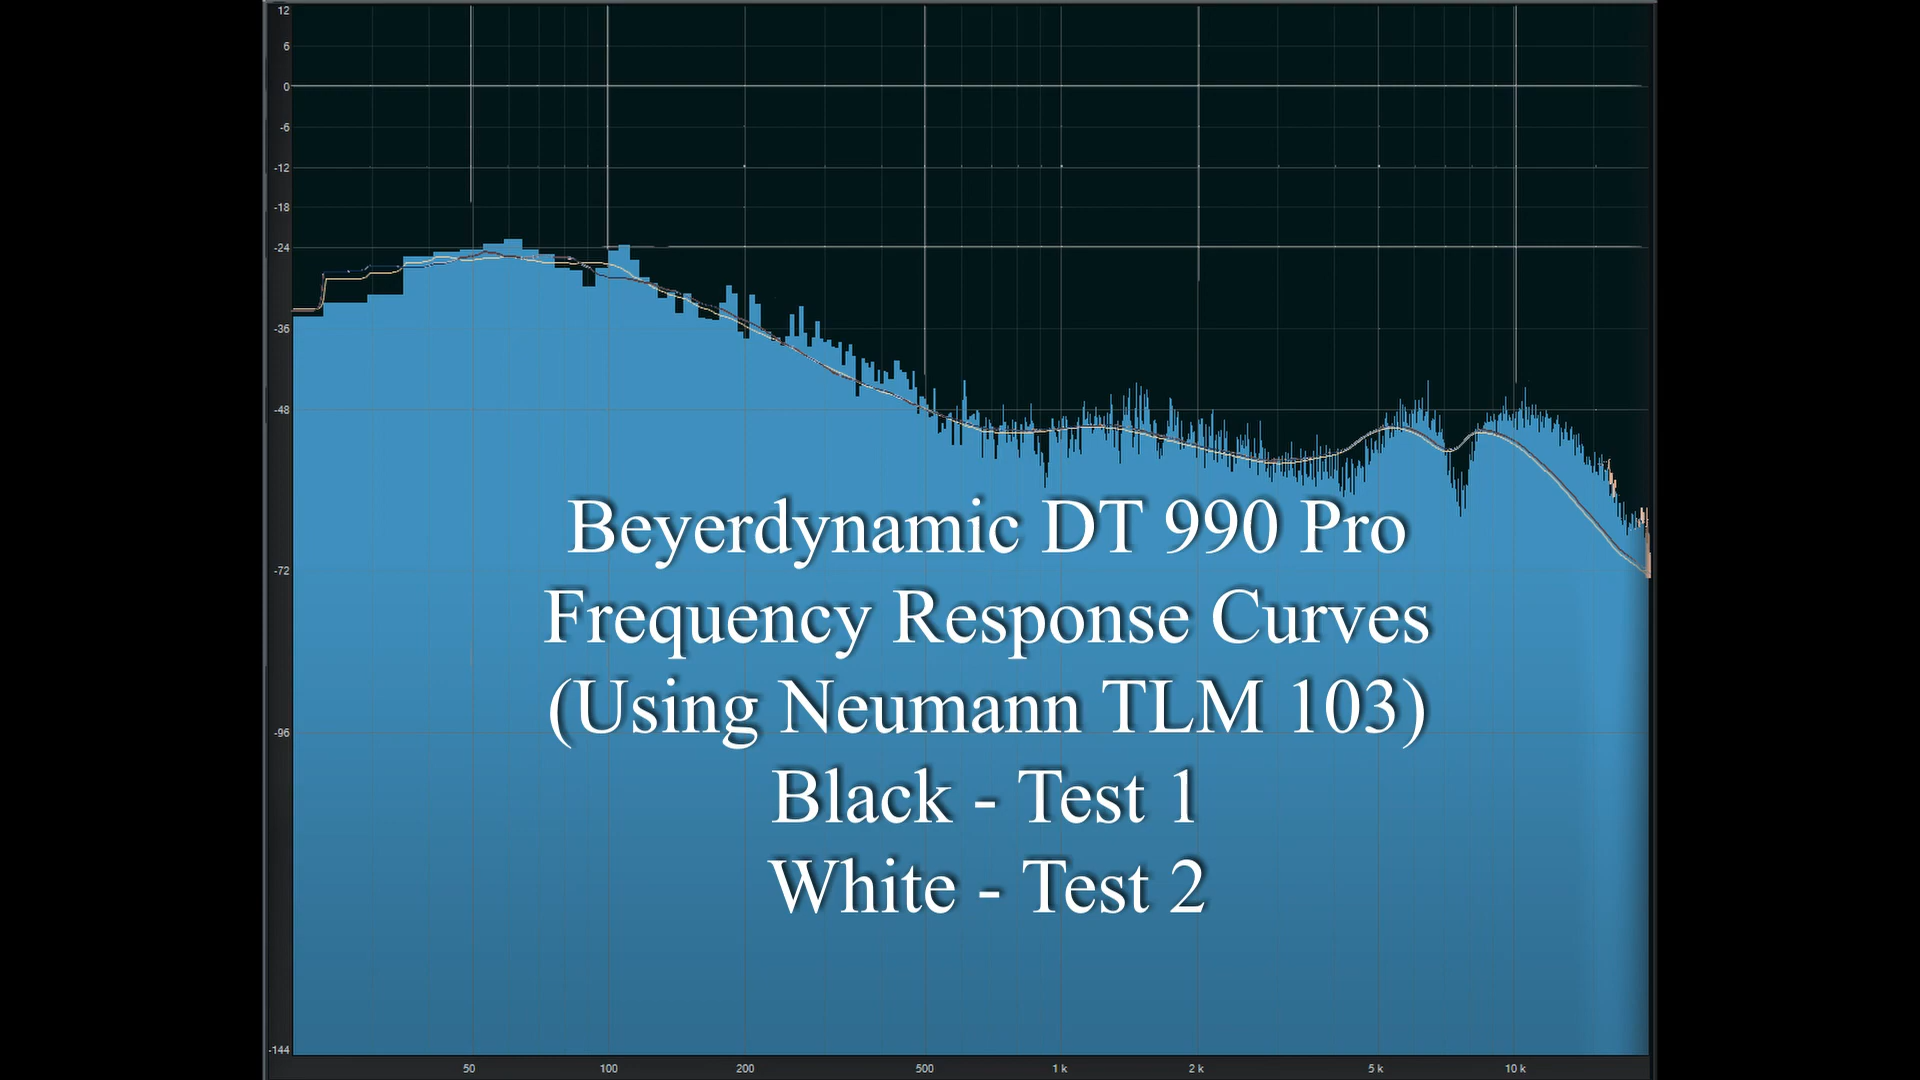 12
6
0
-6
-12
-18
-24
-36
-48
-72
-96
-144
Beyerdynamic DT 990 Pro
Frequency Response Curves
(Using Neumann TLM 103)
Black - Test 1
White - Test 2
50 100 200 500 1 k 2 k 5 k 10 k